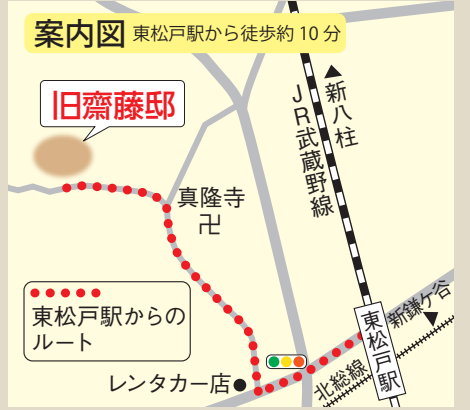 案内図 東松戸駅から徒歩約10分
旧齋藤邸
新八柱
JR武蔵野線
真隆寺
卍
東松戸駅からの
ルート
新鎌ケ谷
東松戸駅
北総線
レンタカー店